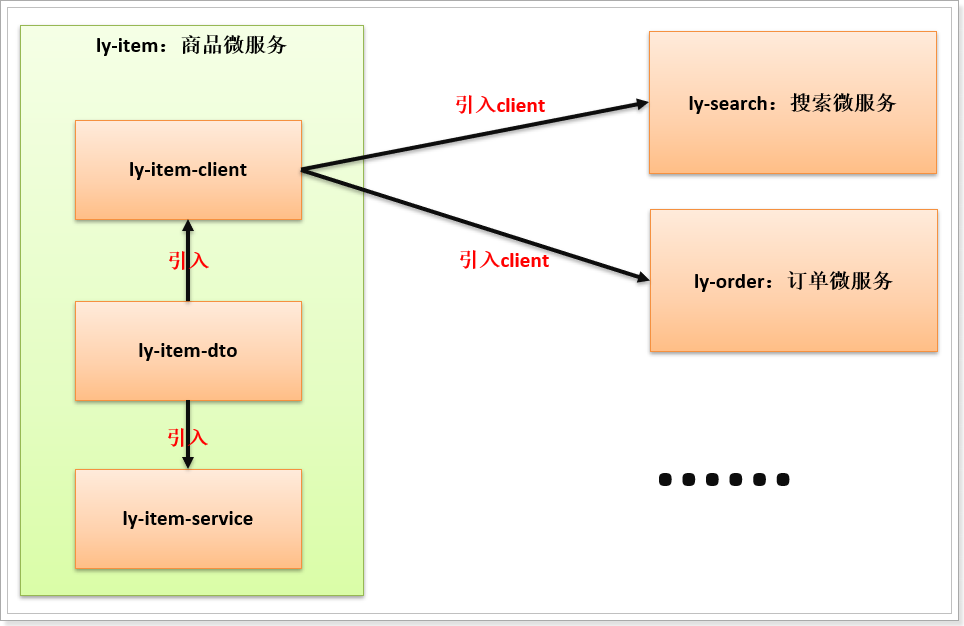 ly-item：商品微服务
ly-item-client
引入
ly-item-dto
引入
ly-item-service
引入client
引入client
ly-search：搜索微服务
ly-order：订单微服务
......